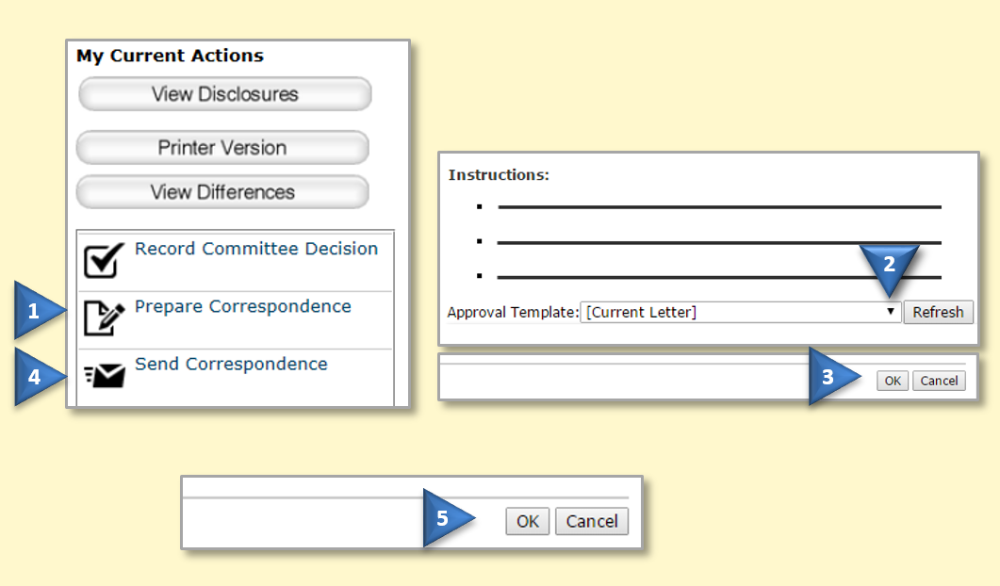 My Current Actions
View Disclosures
Printer Version
View Differences
Record Committee Decision
1
Prepare Correspondence
4
Send Correspondence
Instructions:
2
Approval Template: [Current Letter] Refresh
3
OK Cancel
5
OK Cancel